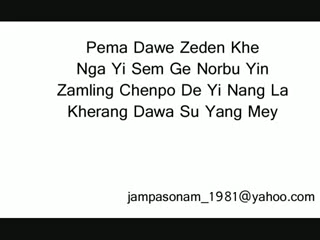 Pema Dawe Zeden Khe
Nga Yi Sem Ge Norbu Yin
Zamling Chenpo De Yi Nang La
Kherang Dawa Su Yang Mey
jampasonam_1981@yahoo.com